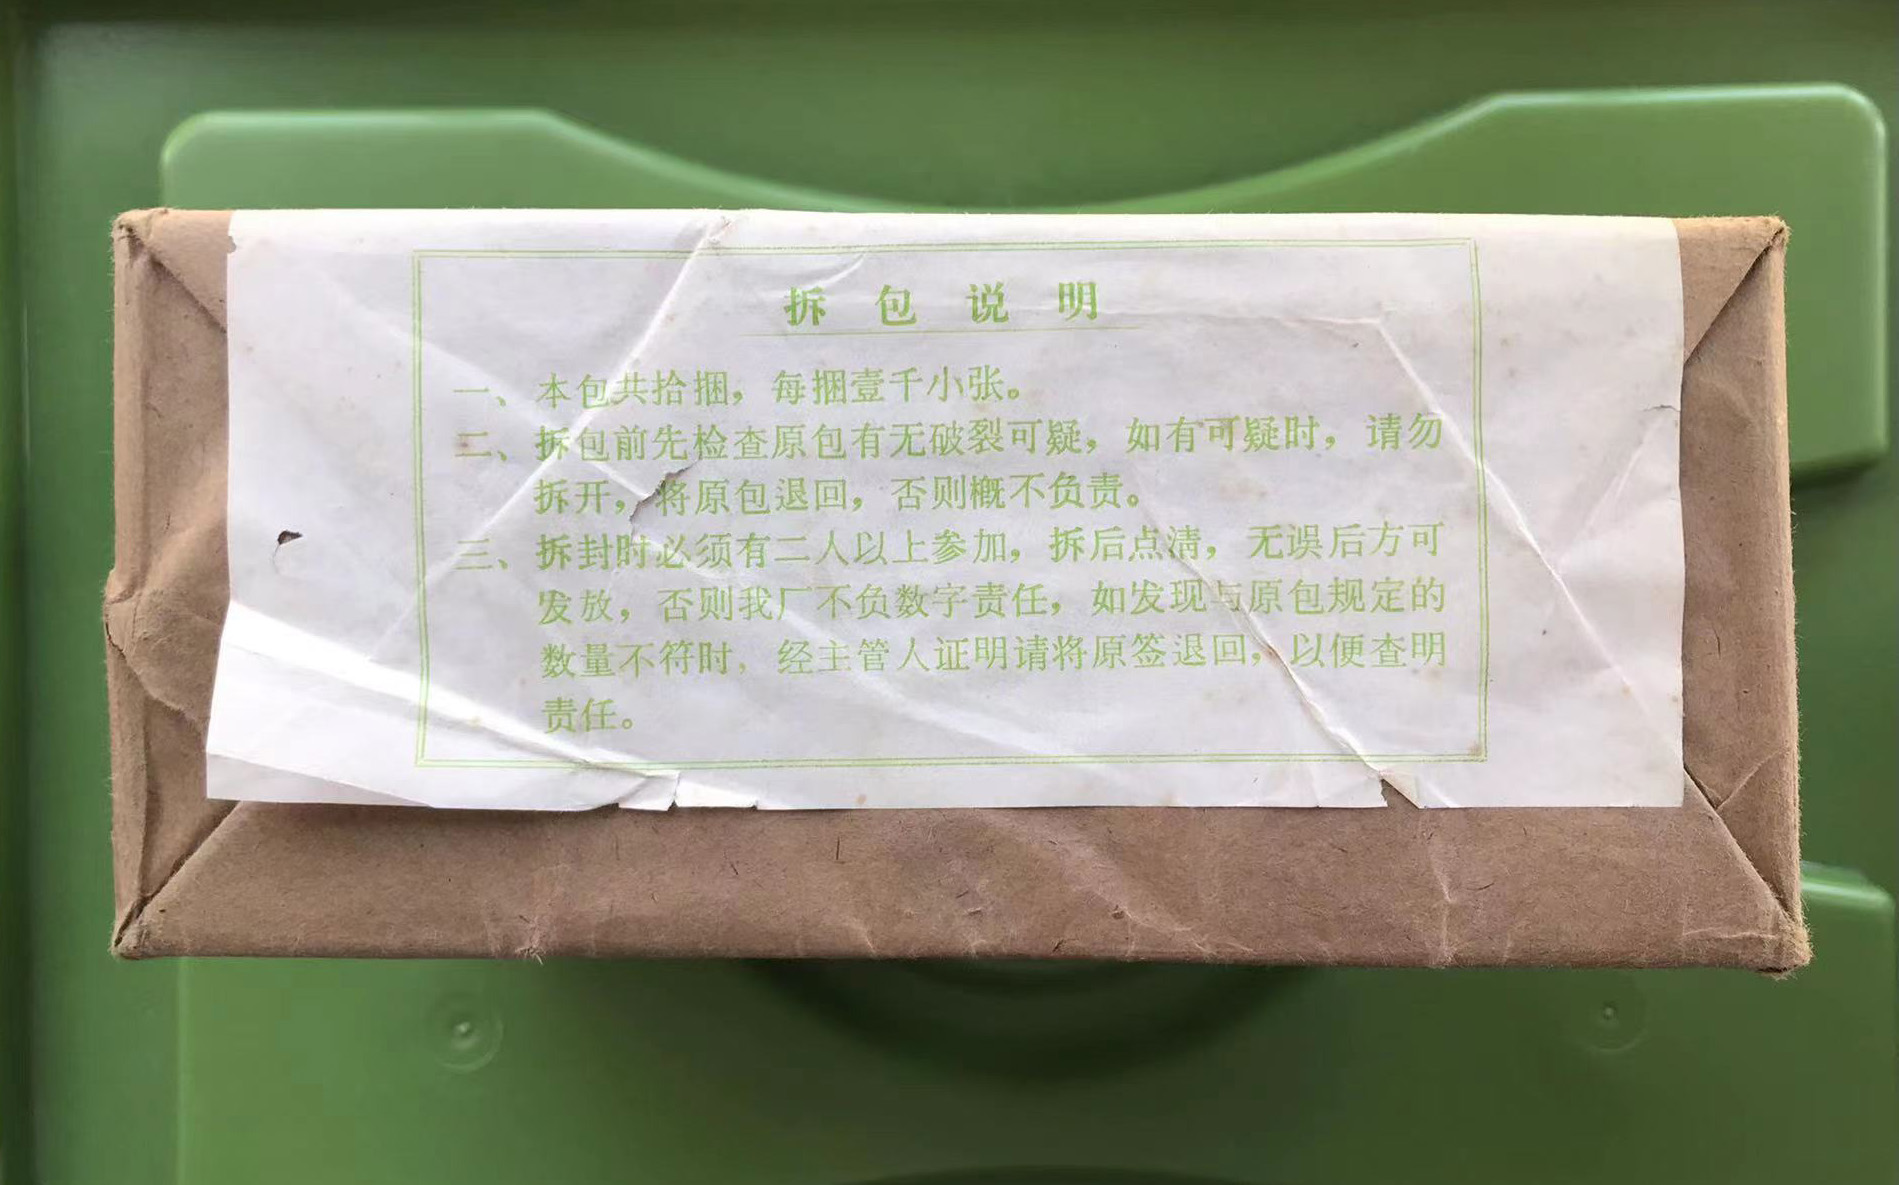 拆包说明
一、本包共拾捆，每捆壹千小张。
二、拆包前先检查原包有无破裂可疑，如有可疑时，请勿
拆开，将原包退回，否则概不负责。
三、拆封时必须有二人以上参加，拆后点清，无误后方可
发放，否则我厂不负数字责任，如发现与原包规定的
数量不符时，经主管人证明请将原签退回，以便查明
责任。